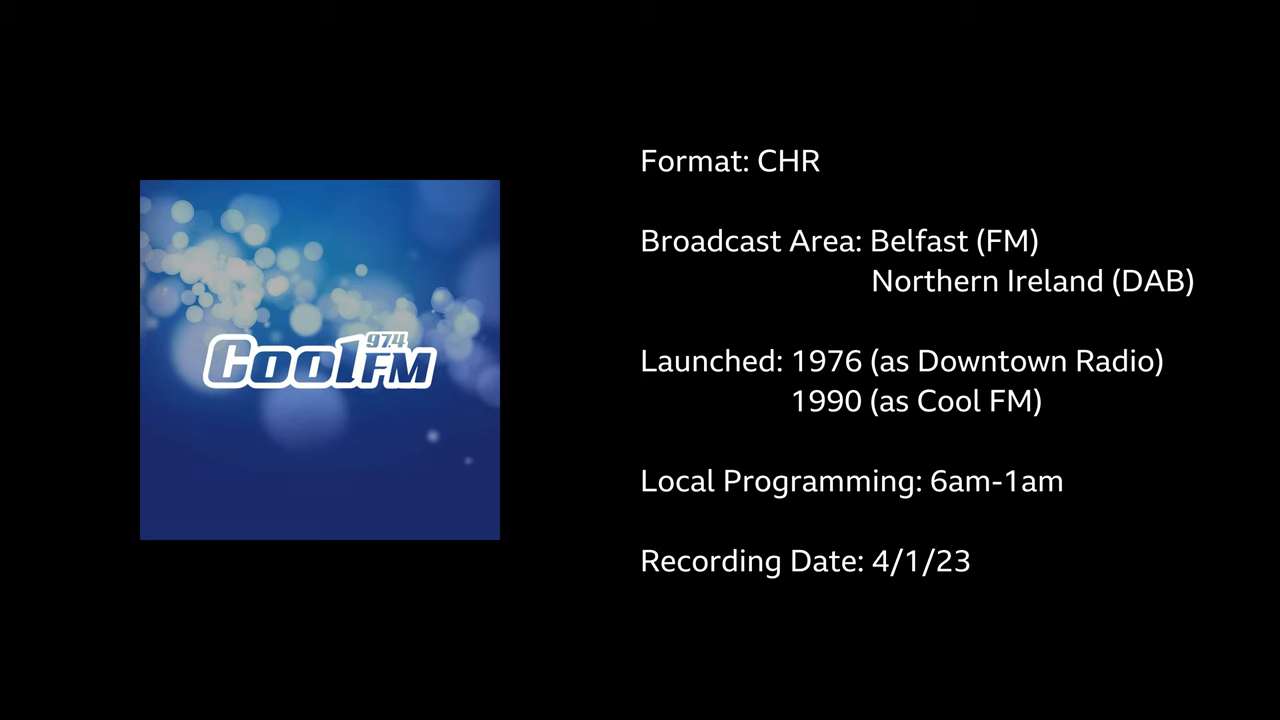 Format: CHR
Broadcast Area: Belfast (FM)
Northern Ireland (DAB)
Launched: 1976 (as Downtown Radio)
1990 (as Cool FM)
Local Programming: 6am-1am
Recording Date: 4/1/23
97.4
Cool FM